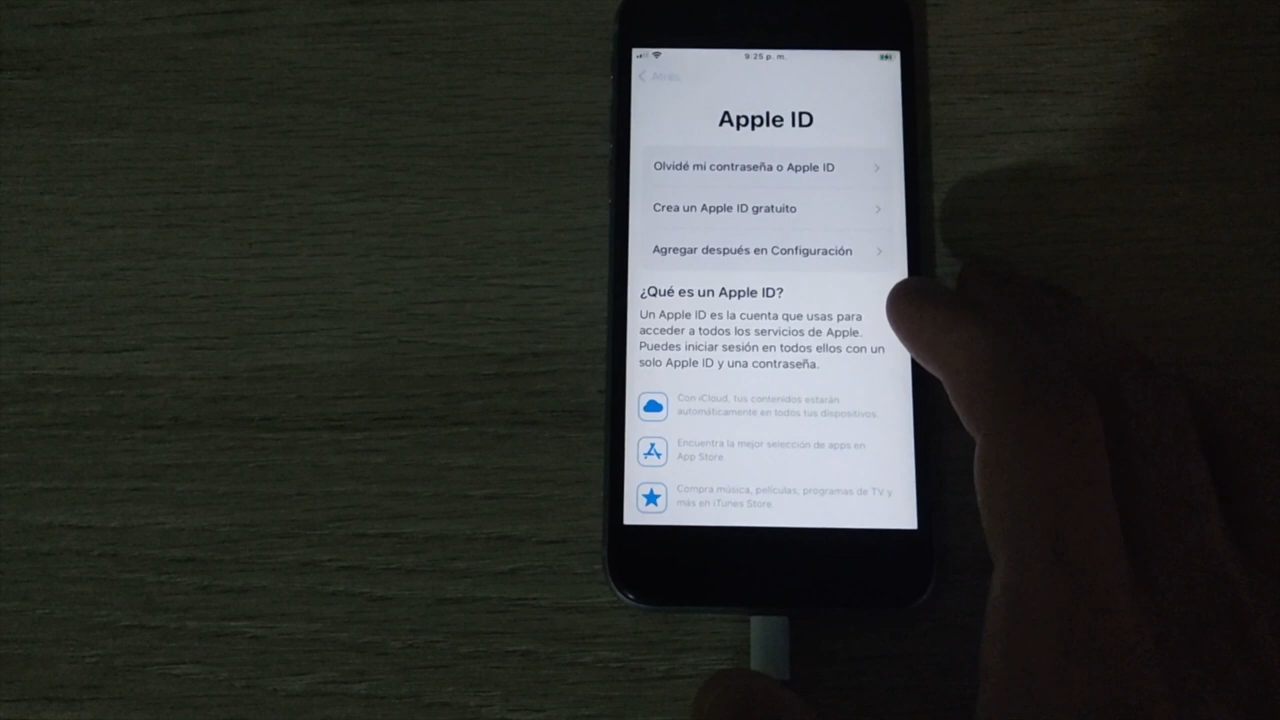 9:25 p. m.
Atrás
Apple ID
Olvidé mi contraseña o Apple ID
Crea un Apple ID gratuito
Agregar después en Configuración
¿Qué es un Apple ID?
Un Apple ID es la cuenta que usas para
acceder a todos los servicios de Apple.
Puedes iniciar sesión en todos ellos con un
solo Apple ID y una contraseña.
Con iCloud, tus contenidos estarán
automáticamente en todos tus dispositivos.
Encuentra la mejor selección de apps en
App Store.
Compra música, películas, programas de TV y
más en iTunes Store.